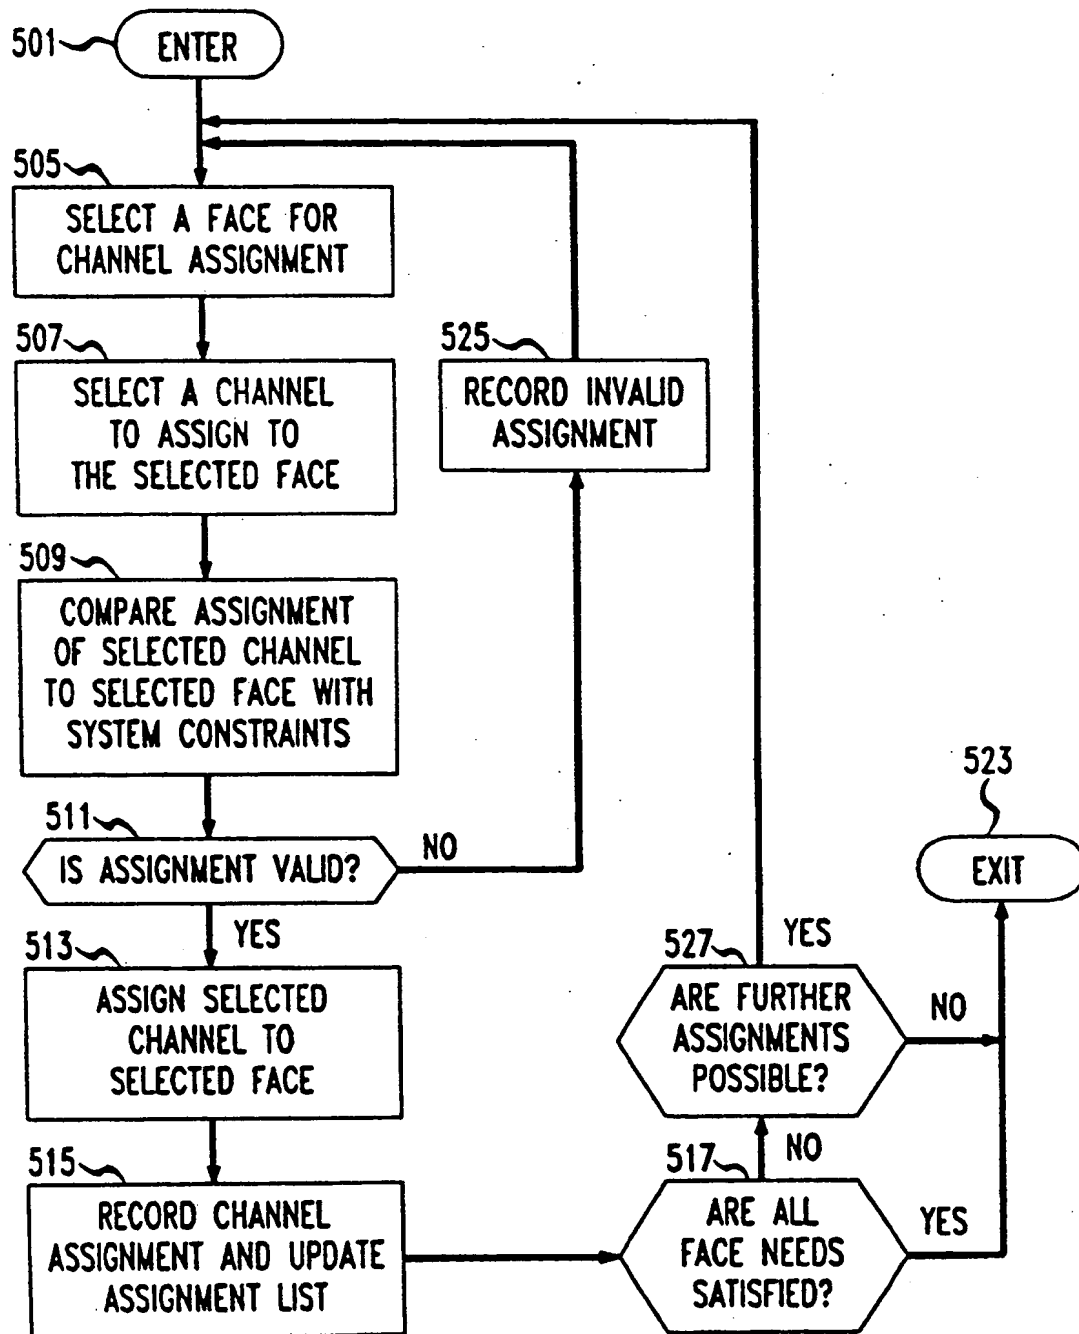 501
ENTER
505
SELECT A FACE FOR
CHANNEL ASSIGNMENT
507
SELECT A CHANNEL
TO ASSIGN TO
THE SELECTED FACE
525
RECORD INVALID
ASSIGNMENT
509
COMPARE ASSIGNMENT
OF SELECTED CHANNEL
TO SELECTED FACE WITH
SYSTEM CONSTRAINTS
511
IS ASSIGNMENT VALID?
NO
YES
513
ASSIGN SELECTED
CHANNEL TO
SELECTED FACE
515
RECORD CHANNEL
ASSIGNMENT AND UPDATE
ASSIGNMENT LIST
517
ARE ALL
FACE NEEDS
SATISFIED?
NO
YES
527
ARE FURTHER
ASSIGNMENTS
POSSIBLE?
YES
NO
523
EXIT